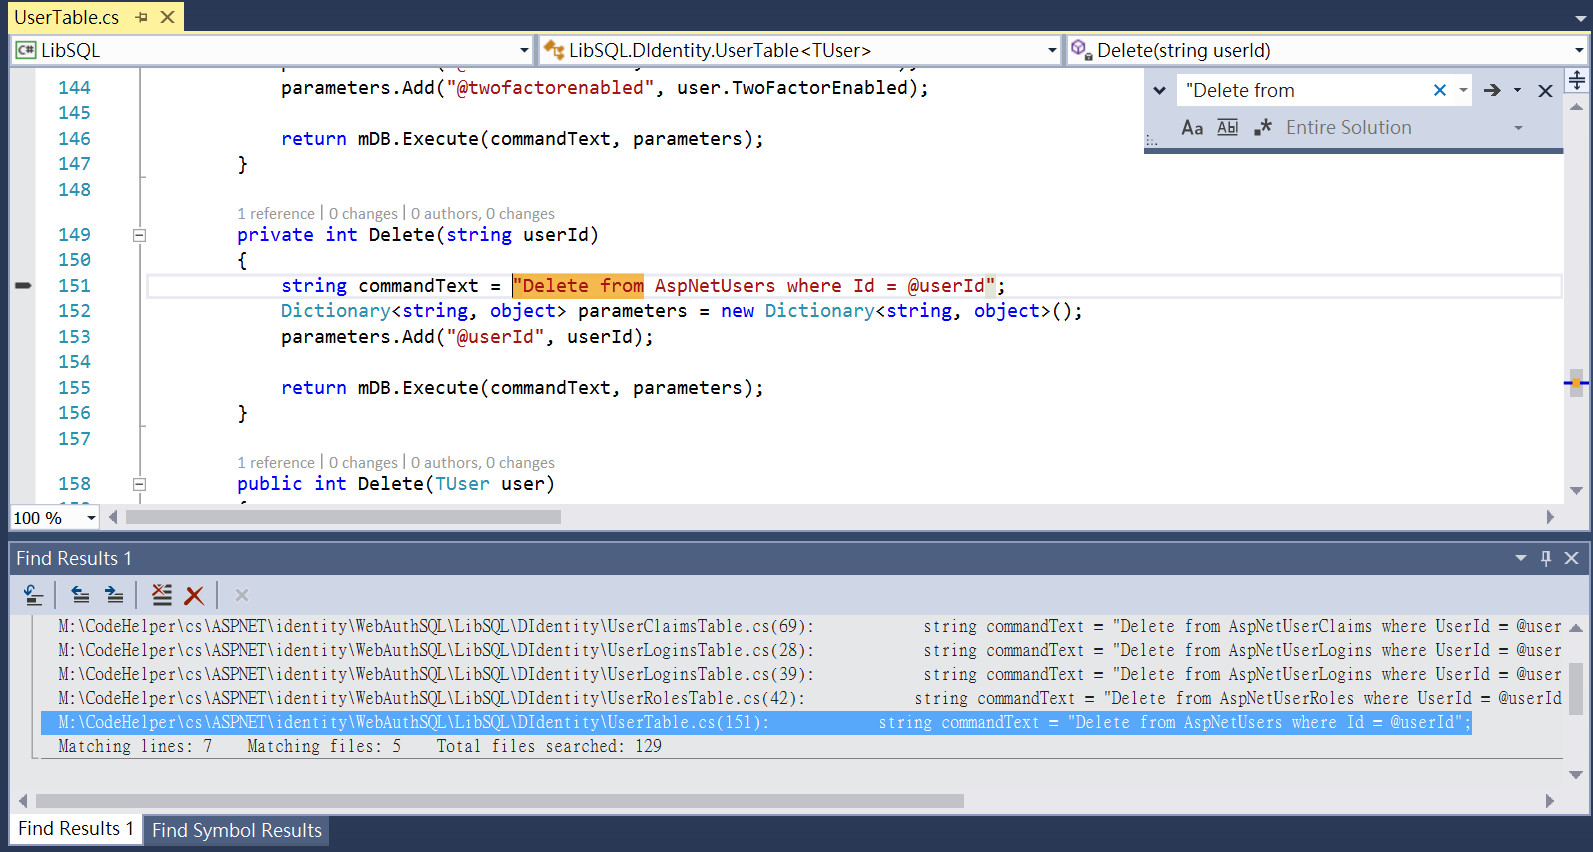 UserTable.cs
C# LibSQL
LibSQL.DIdentity.UserTable<TUser>
Delete(string userId)
144 parameters.Add("@twofactorenabled", user.TwoFactorEnabled);
145
146 return mDB.Execute(commandText, parameters);
147 }
148
1 reference | 0 changes | 0 authors, 0 changes
149 private int Delete(string userId)
150 {
151 string commandText = "Delete from AspNetUsers where Id = @userId";
152 Dictionary<string, object> parameters = new Dictionary<string, object>();
153 parameters.Add("@userId", userId);
154
155 return mDB.Execute(commandText, parameters);
156 }
157
1 reference | 0 changes | 0 authors, 0 changes
158 public int Delete(TUser user)
"Delete from
Aa Abl .* Entire Solution
100 %
Find Results 1
M:\CodeHelper\cs\ASPNET\identity\WebAuthSQL\LibSQL\DIdentity\UserClaimsTable.cs(69): string commandText = "Delete from AspNetUserClaims where UserId = @user
M:\CodeHelper\cs\ASPNET\identity\WebAuthSQL\LibSQL\DIdentity\UserLoginsTable.cs(28): string commandText = "Delete from AspNetUserLogins where UserId = @user
M:\CodeHelper\cs\ASPNET\identity\WebAuthSQL\LibSQL\DIdentity\UserLoginsTable.cs(39): string commandText = "Delete from AspNetUserLogins where UserId = @user
M:\CodeHelper\cs\ASPNET\identity\WebAuthSQL\LibSQL\DIdentity\UserRolesTable.cs(42): string commandText = "Delete from AspNetUserRoles where UserId = @userId
M:\CodeHelper\cs\ASPNET\identity\WebAuthSQL\LibSQL\DIdentity\UserTable.cs(151): string commandText = "Delete from AspNetUsers where Id = @userId";
Matching lines: 7 Matching files: 5 Total files searched: 129
Find Results 1
Find Symbol Results